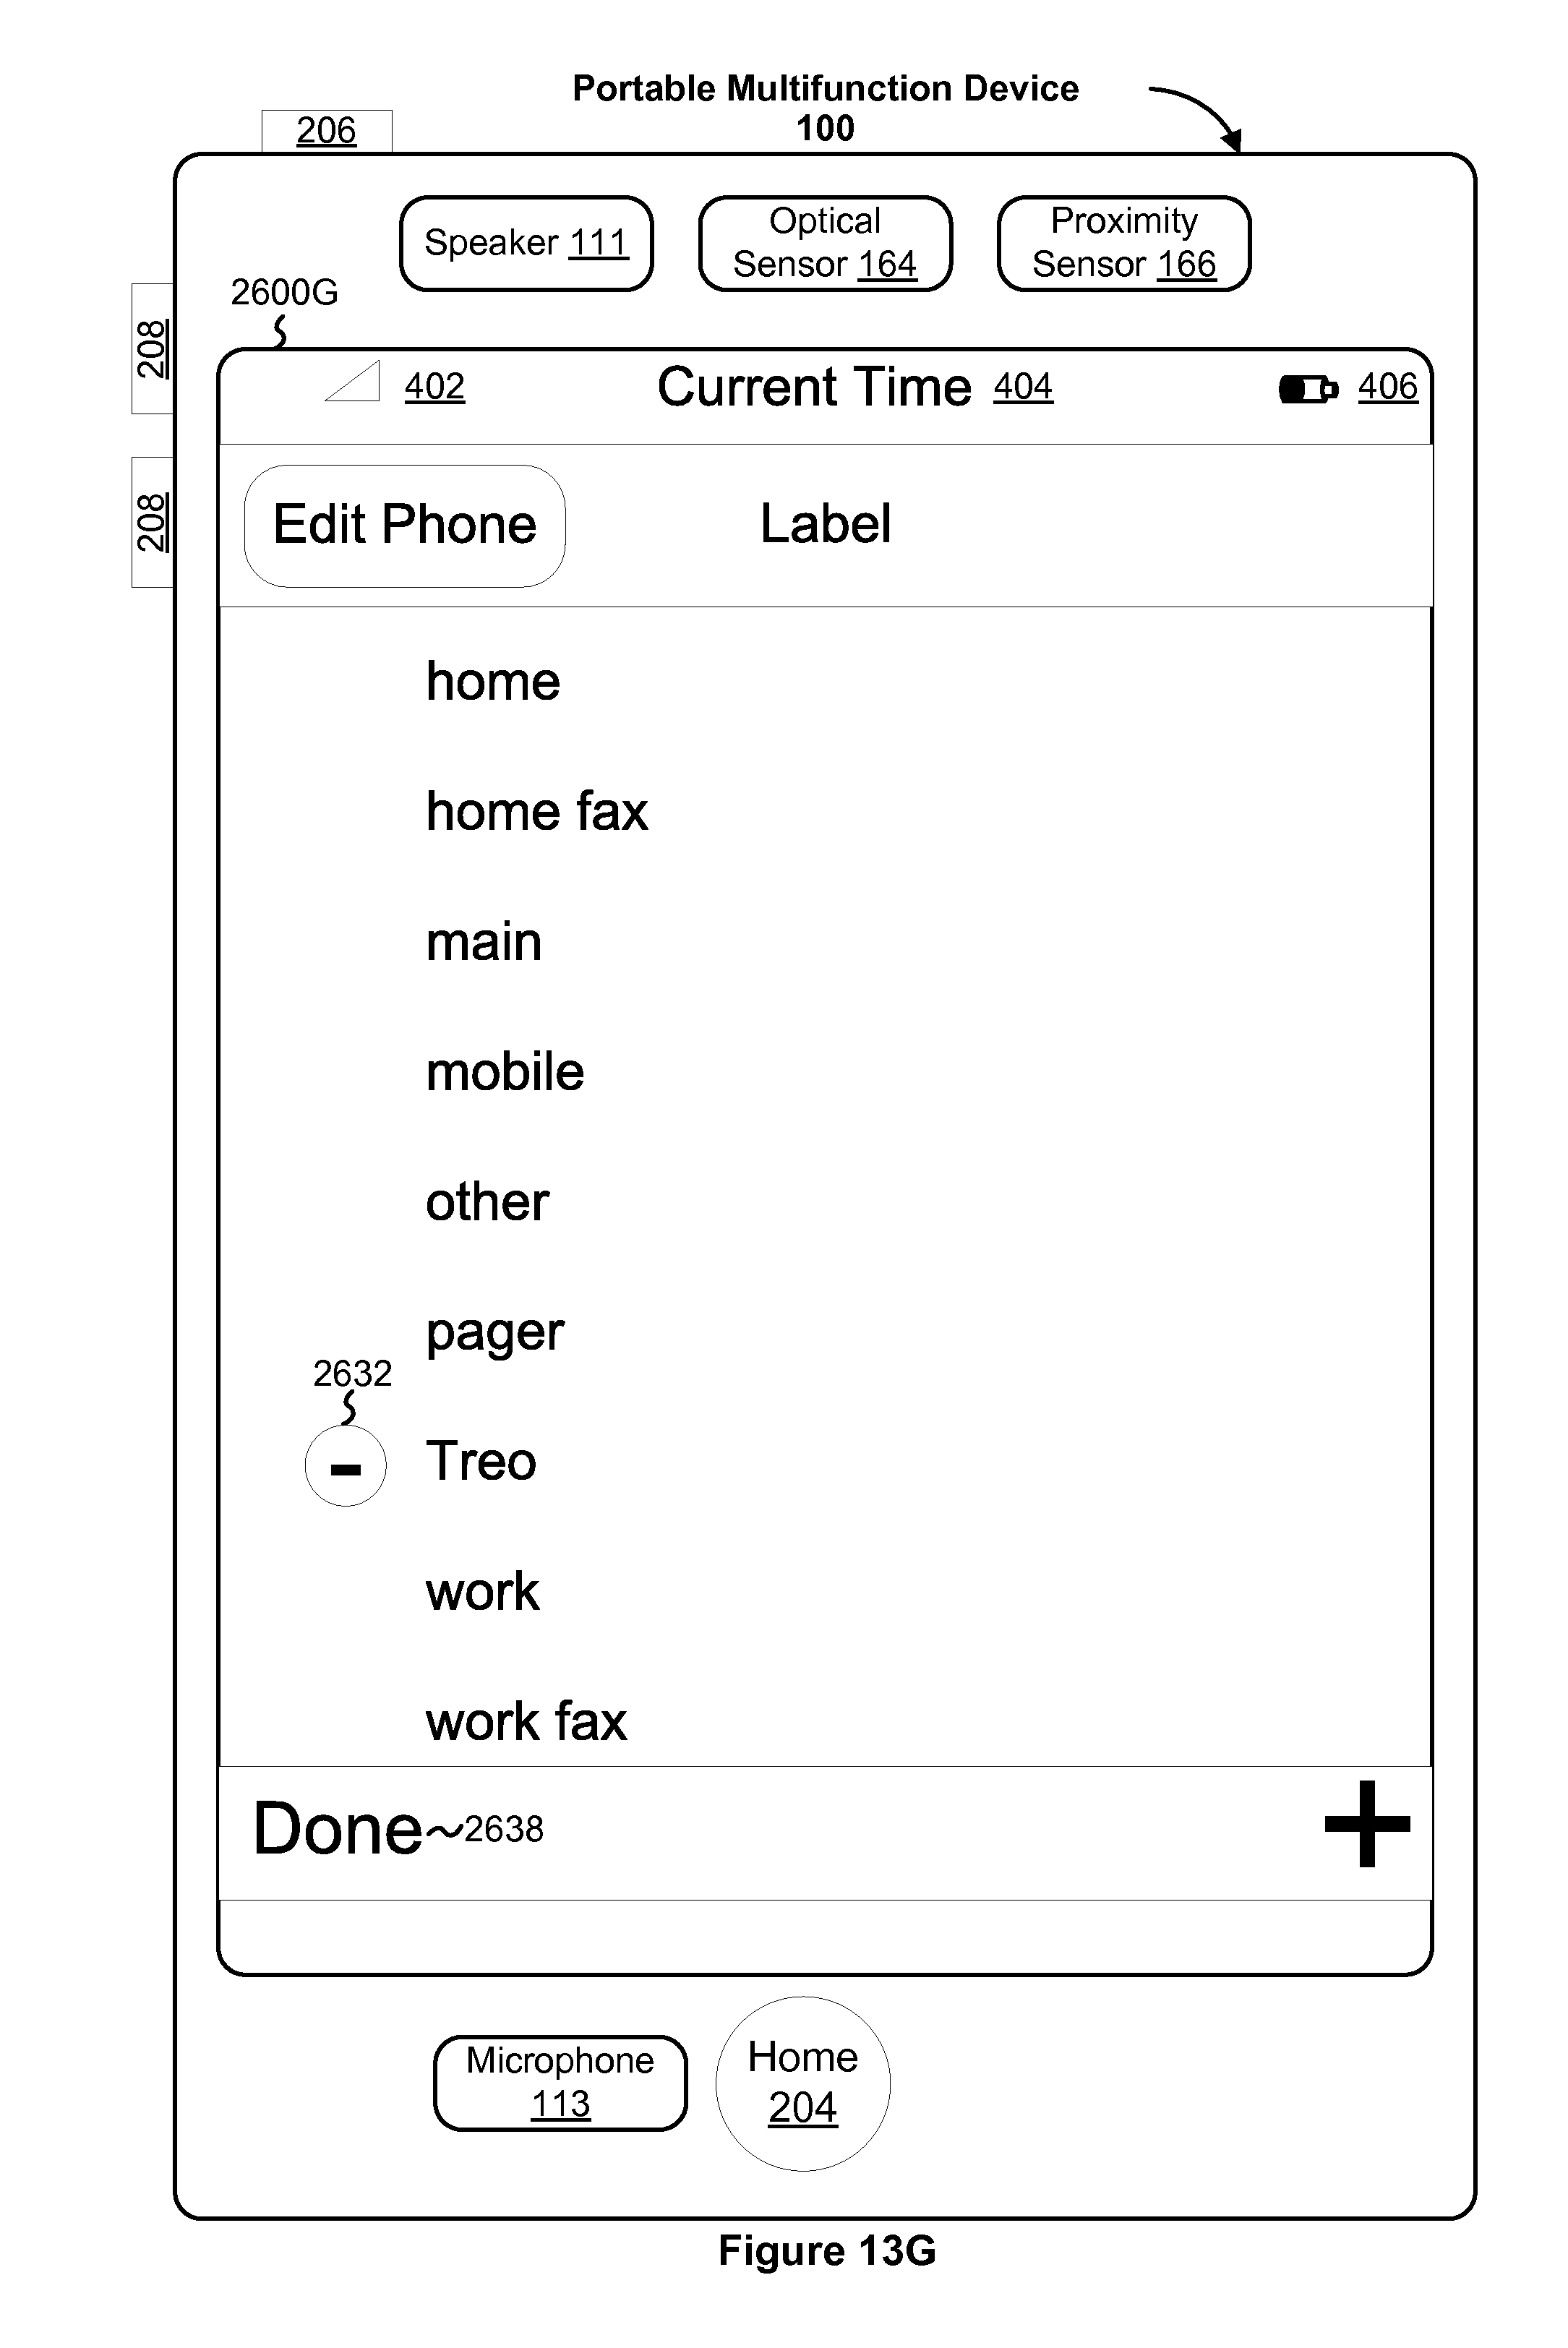 Portable Multifunction Device
100
206
Speaker 111
Optical
Sensor 164
Proximity
Sensor 166
2600G
208
208
402
Current Time 404
406
Edit Phone
Label
home
home fax
main
mobile
other
pager
2632
- Treo
work
work fax
Done 2638
+
Microphone
113
Home
204
Figure 13G